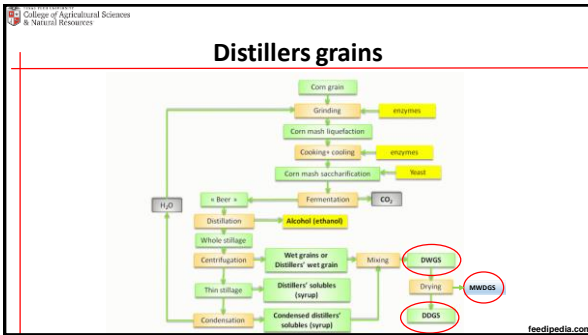 College of Agricultural Sciences
& Natural Resources
Distillers grains
Corn grain
Grinding
enzymes
Corn mash liquefaction
Cooking+ cooling
enzymes
Corn mash saccharification
Yeast
H₂O
« Beer »
Fermentation
CO₂
Distillation
Alcohol (ethanol)
Whole stillage
Centrifugation
Wet grains or
Distillers' wet grain
Mixing
DWGS
Thin stillage
Distillers' solubles
(syrup)
Drying
MWDGS
Condensation
Condensed distillers'
solubles (syrup)
DDGS
feedipedia.com